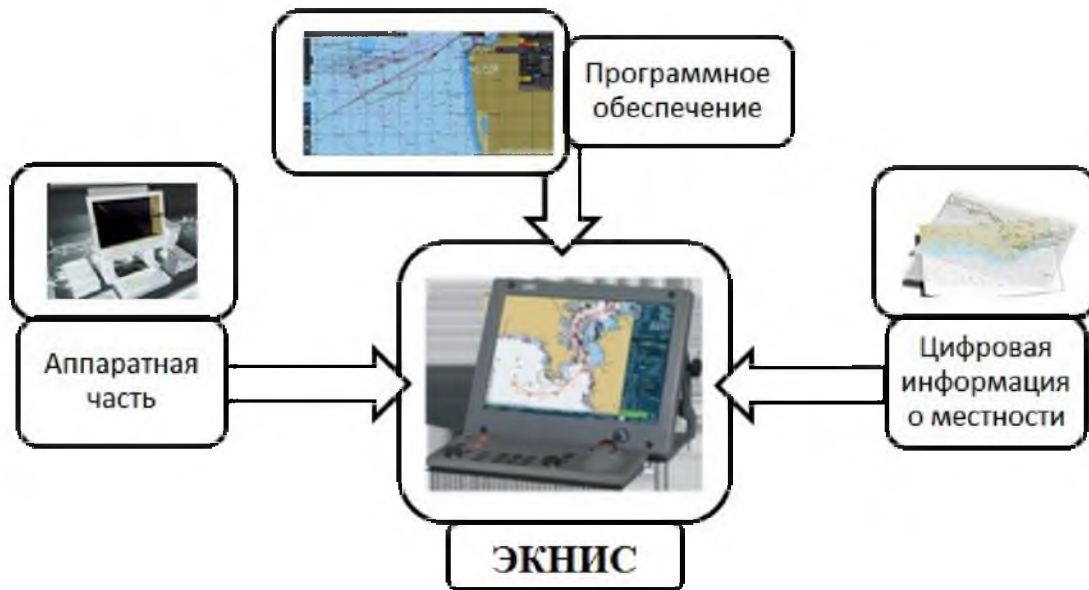 Программное
обеспечение
Аппаратная
часть
Цифровая
информация
о местности
ЭКНИС